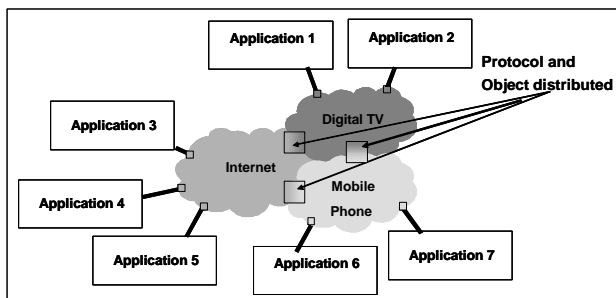 Application 1
Application 2
Protocol and
Object distributed
Application 3
Digital TV
Internet
Mobile
Phone
Application 4
Application 5
Application 6
Application 7